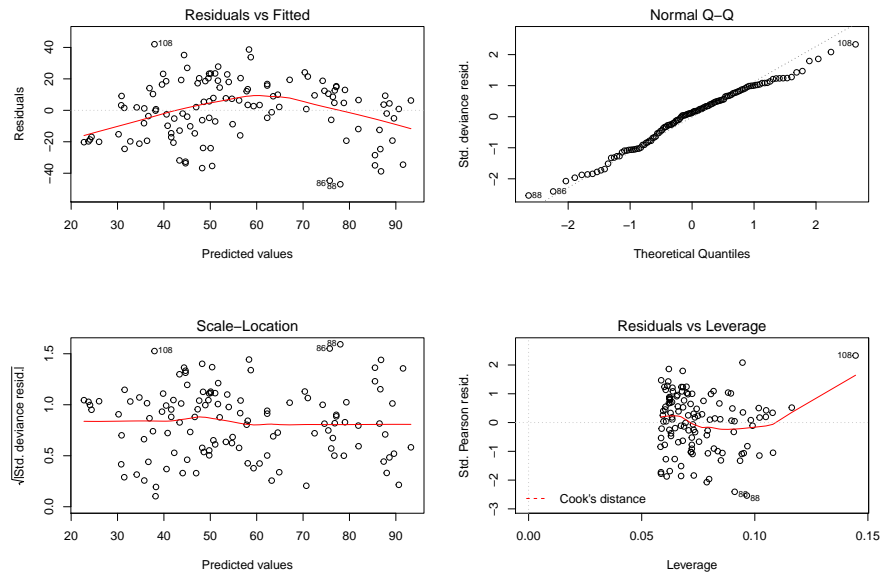 Residuals vs Fitted
Residuals
−40 −20 0 20 40
108
86
88
20 30 40 50 60 70 80 90
Predicted values
Normal Q−Q
Std. deviance resid.
−2 −1 0 1 2
108
86
88
−2 −1 0 1 2
Theoretical Quantiles
Scale−Location
√|Std. deviance resid.|
0.0 0.5 1.0 1.5
108
88
86
20 30 40 50 60 70 80 90
Predicted values
Residuals vs Leverage
Std. Pearson resid.
−3 −2 −1 0 1 2
108
86
88
Cook's distance
0.00 0.05 0.10 0.15
Leverage